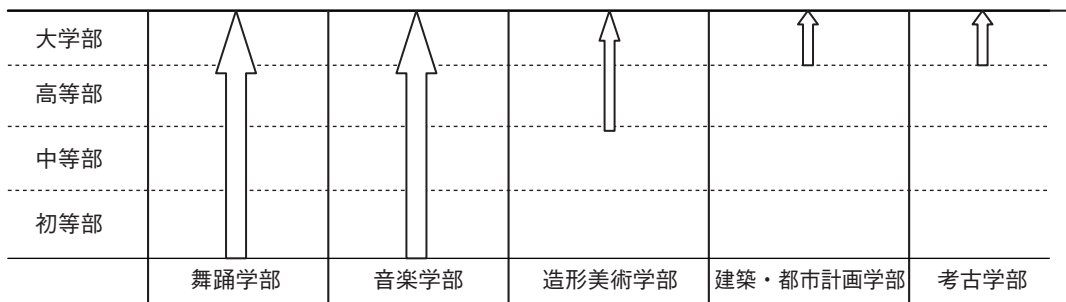 大学部
高等部
中等部
初等部
舞踊学部 音楽学部 造形美術学部 建築・都市計画学部 考古学部